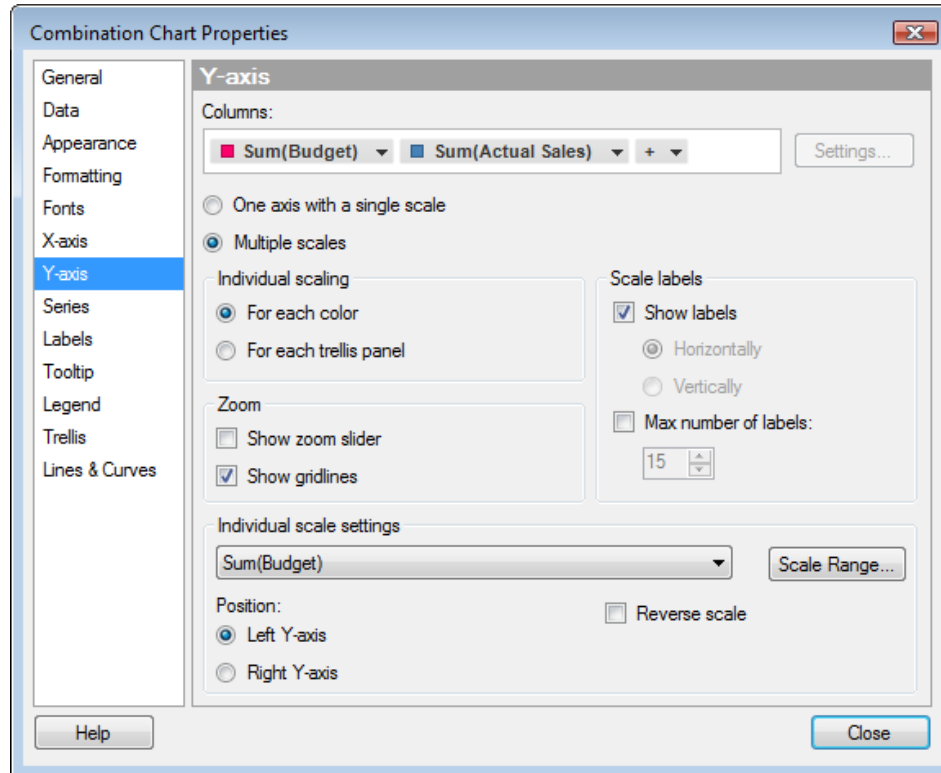 Combination Chart Properties
General
Data
Appearance
Formatting
Fonts
X-axis
Y-axis
Series
Labels
Tooltip
Legend
Trellis
Lines & Curves
Y-axis
Columns:
Sum(Budget) Sum(Actual Sales) +
Settings...
One axis with a single scale
Multiple scales
Individual scaling
For each color
For each trellis panel
Scale labels
Show labels
Horizontally
Vertically
Max number of labels:
15
Zoom
Show zoom slider
Show gridlines
Individual scale settings
Sum(Budget)
Scale Range...
Position:
Left Y-axis
Right Y-axis
Reverse scale
Help
Close